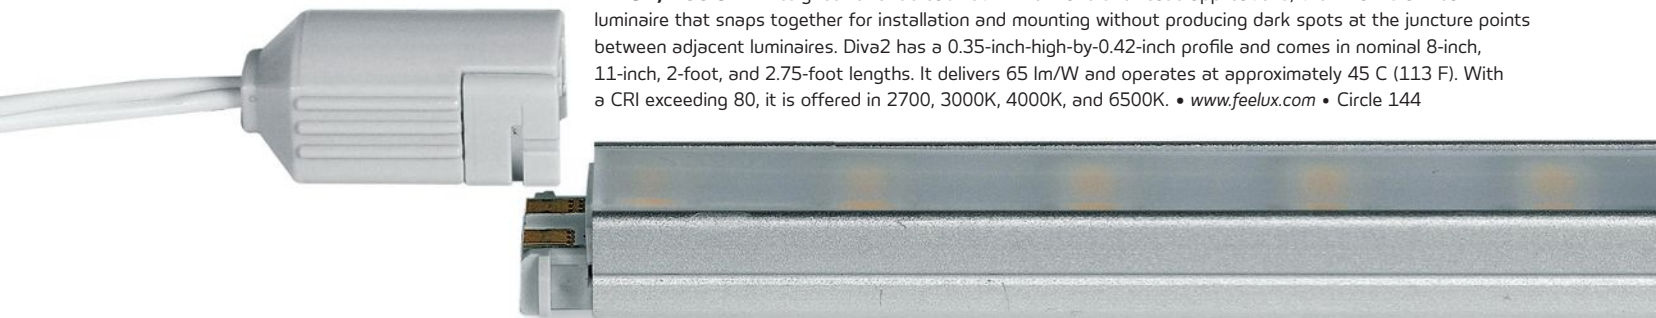 luminaire that snaps together for installation and mounting without producing dark spots at the juncture points
between adjacent luminaires. Diva2 has a 0.35-inch-high-by-0.42-inch profile and comes in nominal 8-inch,
11-inch, 2-foot, and 2.75-foot lengths. It delivers 65 lm/W and operates at approximately 45 C (113 F). With
a CRI exceeding 80, it is offered in 2700, 3000K, 4000K, and 6500K. • www.feelux.com • Circle 144